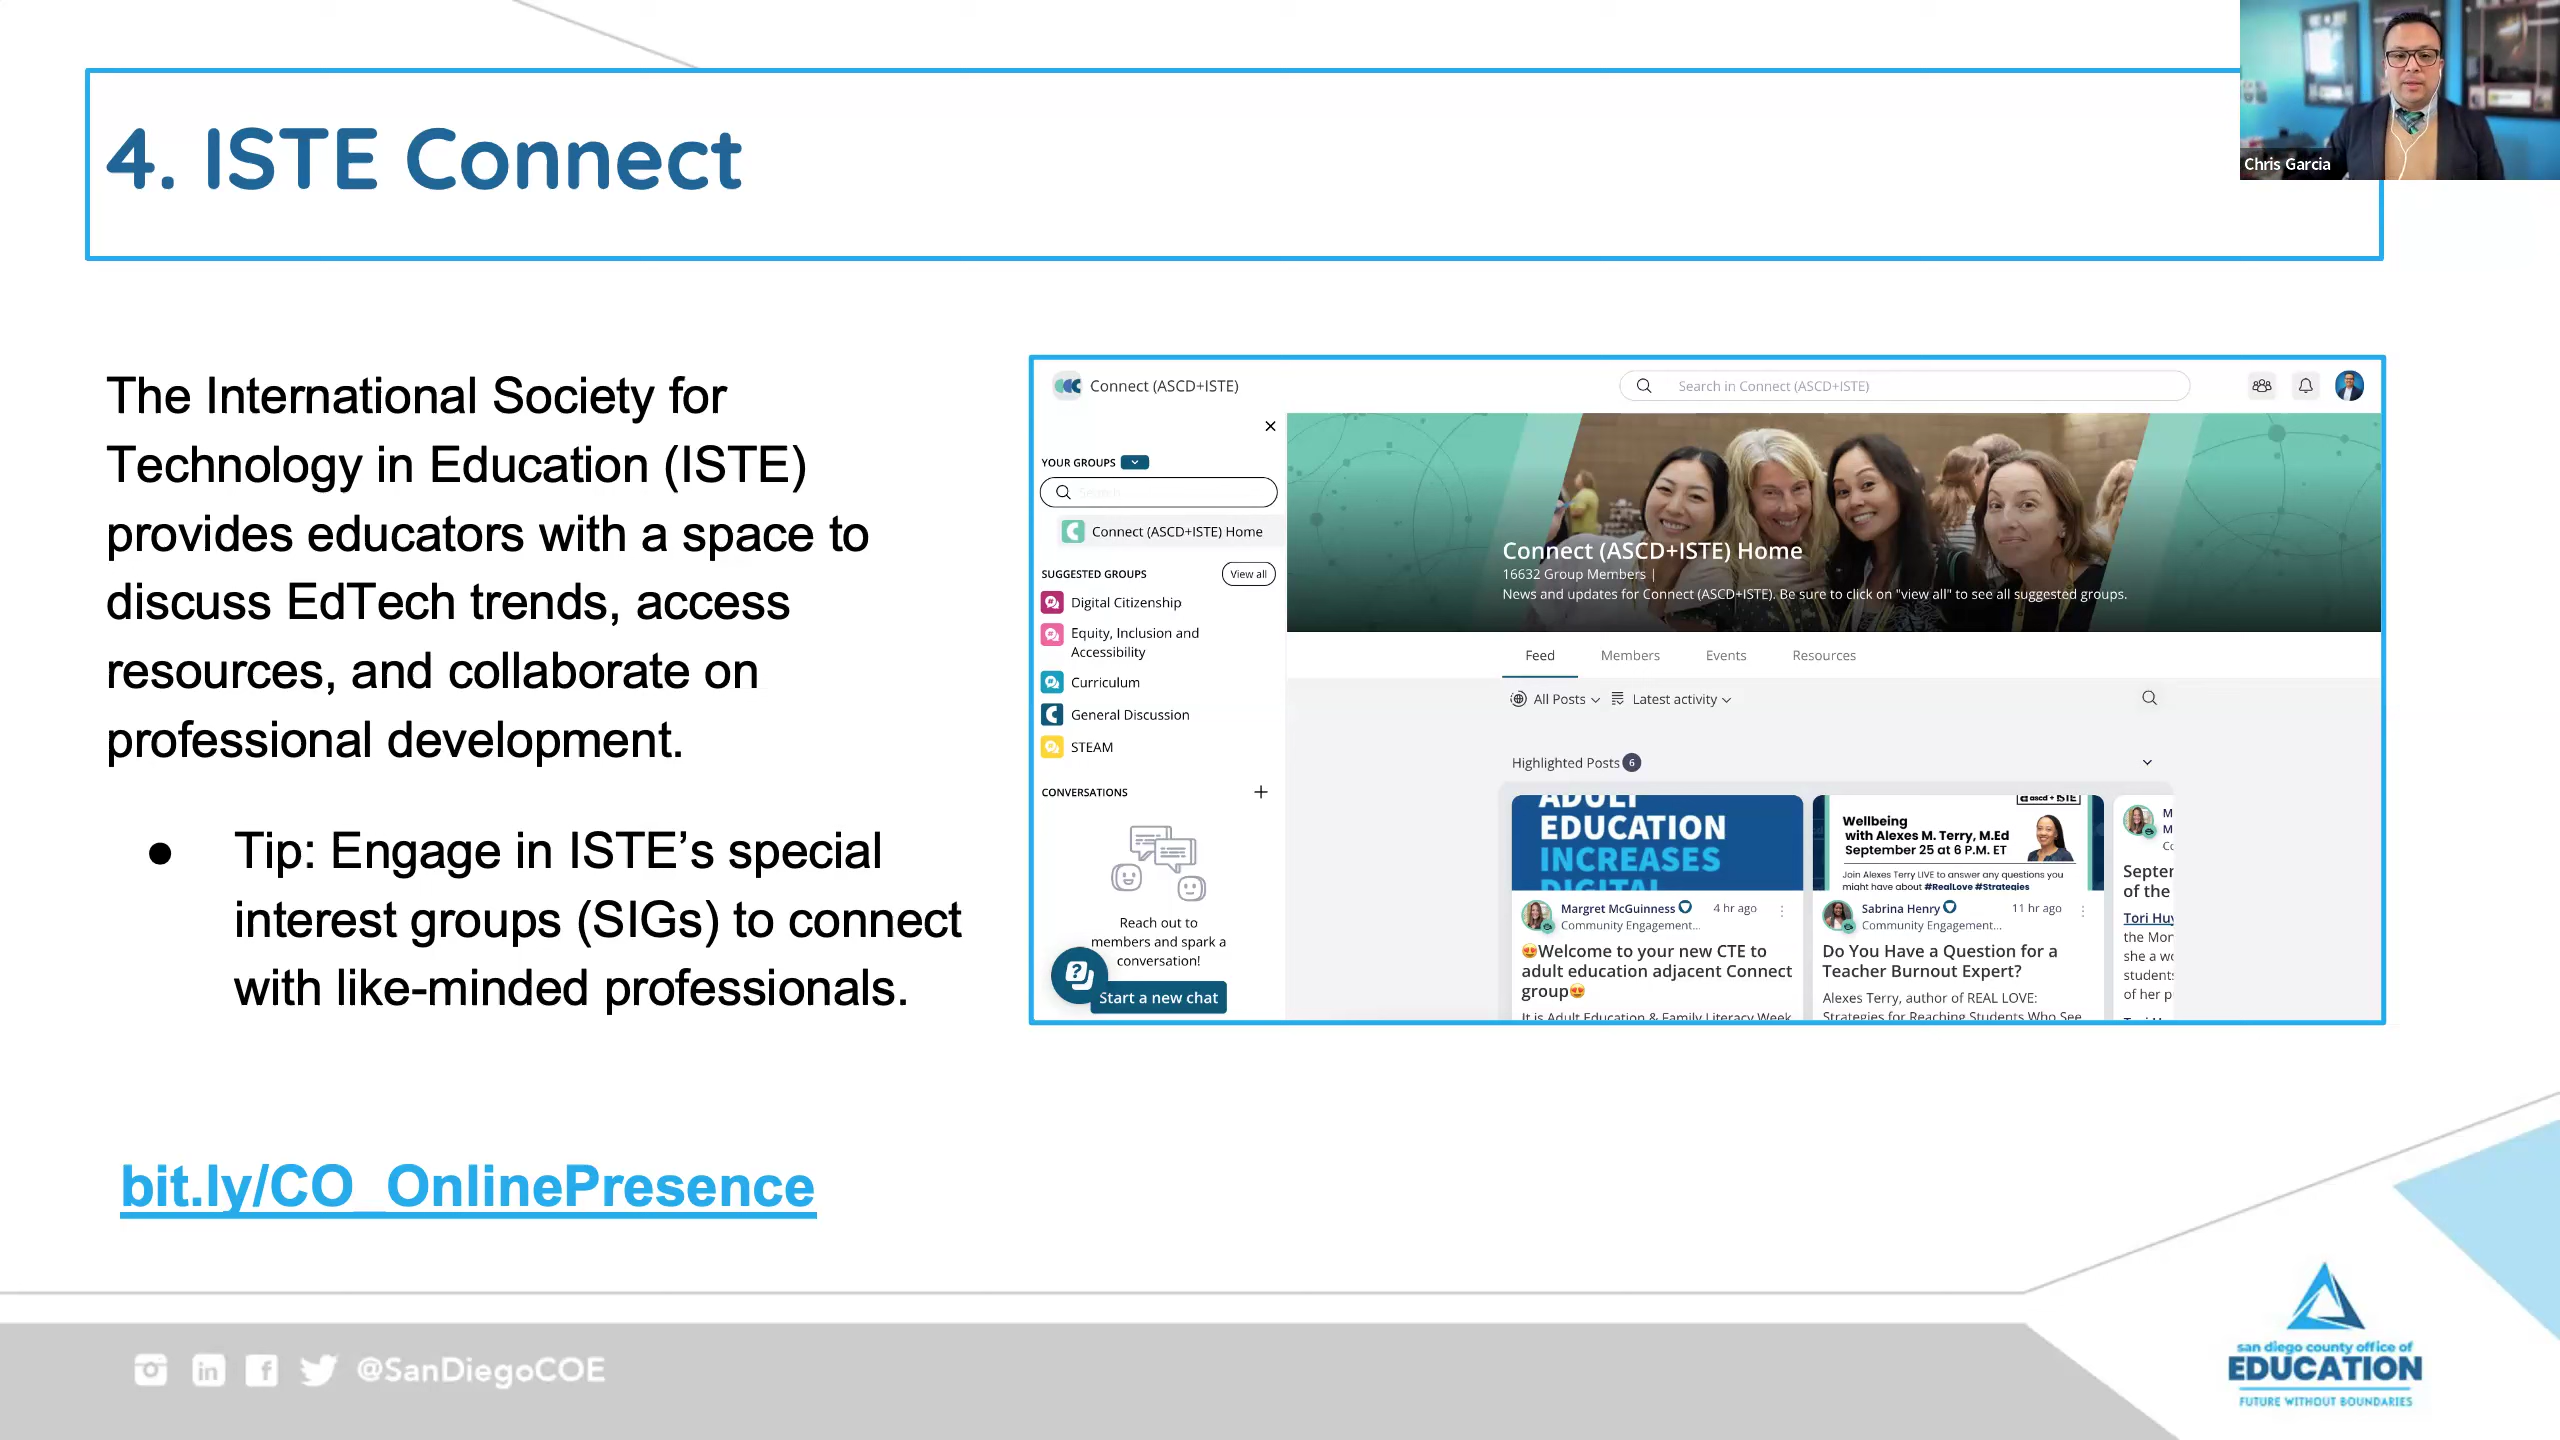 4. ISTE Connect
Chris Garcia
The International Society for
Technology in Education (ISTE)
provides educators with a space to
discuss EdTech trends, access
resources, and collaborate on
professional development.
● Tip: Engage in ISTE’s special
interest groups (SIGs) to connect
with like-minded professionals.
bit.ly/CO_OnlinePresence
Connect (ASCD+ISTE)
Search in Connect (ASCD+ISTE)
YOUR GROUPS
Search
Connect (ASCD+ISTE) Home
SUGGESTED GROUPS View all
Digital Citizenship
Equity, Inclusion and
Accessibility
Curriculum
General Discussion
STEAM
CONVERSATIONS +
Reach out to
members and spark a
conversation!
Start a new chat
Connect (ASCD+ISTE) Home
16632 Group Members |
News and updates for Connect (ASCD+ISTE). Be sure to click on "view all" to see all suggested groups.
Feed Members Events Resources
All Posts Latest activity
Highlighted Posts 6
ADULT
EDUCATION
INCREASES
DIGITAL
Margret McGuinness 4 hr ago
Community Engagement...
😍Welcome to your new CTE to
adult education adjacent Connect
group😍
It is Adult Education & Family Literacy Week
ascd + ISTE
Wellbeing
with Alexes M. Terry, M.Ed
September 25 at 6 P.M. ET
Join Alexes Terry LIVE to answer any questions you
might have about #RealLove #Strategies
Sabrina Henry 11 hr ago
Community Engagement...
Do You Have a Question for a
Teacher Burnout Expert?
Alexes Terry, author of REAL LOVE:
Strategies for Reaching Students Who See
M
M
Co
Septer
of the
Tori Huy
the Mon
she a wo
students
of her p
@SanDiegoCOE
san diego county office of
EDUCATION
FUTURE WITHOUT BOUNDARIES